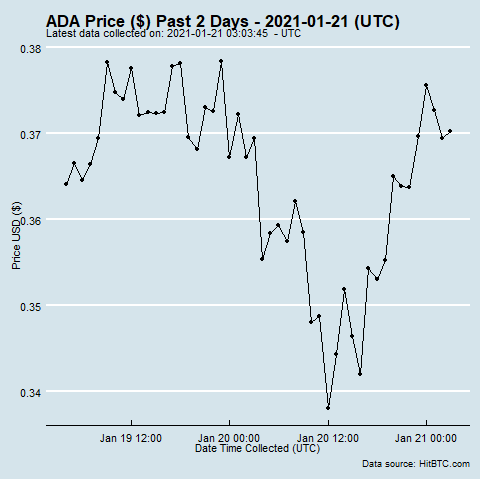 ADA Price ($) Past 2 Days - 2021-01-21 (UTC)
Latest data collected on: 2021-01-21 03:03:45 - UTC
0.38
0.37
0.36
0.35
0.34
Price USD ($)
Jan 19 12:00 Jan 20 00:00 Jan 20 12:00 Jan 21 00:00
Date Time Collected (UTC)
Data source: HitBTC.com